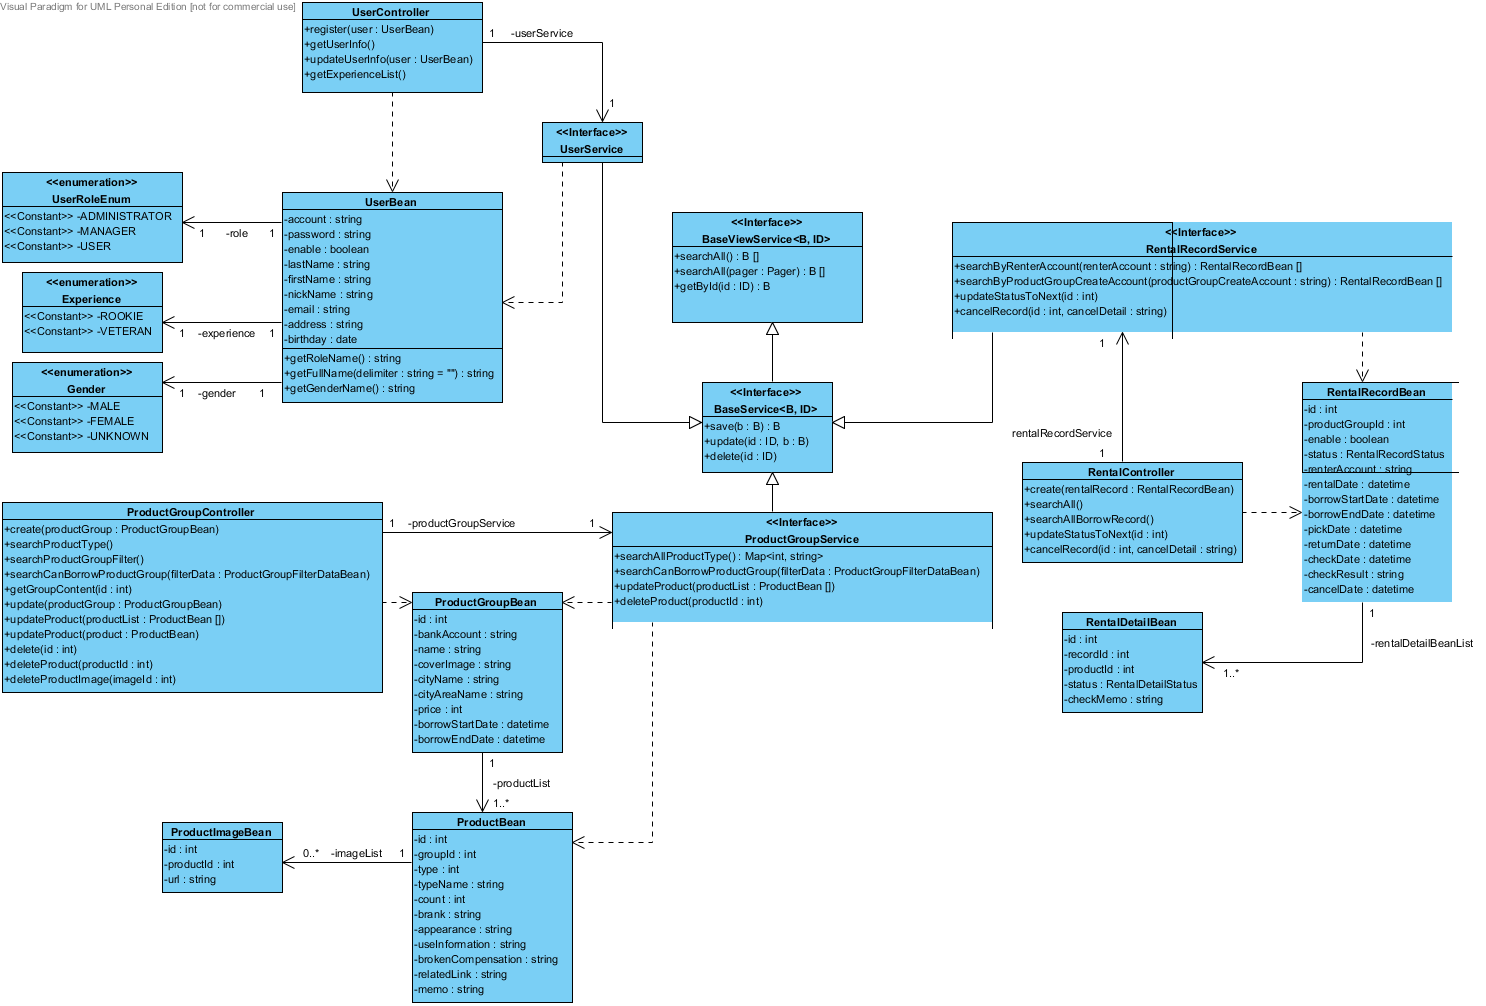 Visual Paradigm for UML Personal Edition [not for commercial use]
UserController
+register(user : UserBean)
+getUserInfo()
+updateUserInfo(user : UserBean)
+getExperienceList()
1 -userService
1
<<Interface>>
UserService
<<enumeration>>
UserRoleEnum
<<Constant>> -ADMINISTRATOR
<<Constant>> -MANAGER
<<Constant>> -USER
1 -role 1
<<enumeration>>
Experience
<<Constant>> -ROOKIE
<<Constant>> -VETERAN
1 -experience 1
<<enumeration>>
Gender
<<Constant>> -MALE
<<Constant>> -FEMALE
<<Constant>> -UNKNOWN
1 -gender 1
UserBean
-account : string
-password : string
-enable : boolean
-lastName : string
-firstName : string
-nickName : string
-email : string
-address : string
-birthday : date
+getRoleName() : string
+getFullName(delimiter : string = "") : string
+getGenderName() : string
<<Interface>>
BaseViewService<B, ID>
+searchAll() : B []
+searchAll(pager : Pager) : B []
+getById(id : ID) : B
<<Interface>>
RentalRecordService
+searchByRenterAccount(renterAccount : string) : RentalRecordBean []
+searchByProductGroupCreateAccount(productGroupCreateAccount : string) : RentalRecordBean []
+updateStatusToNext(id : int)
+cancelRecord(id : int, cancelDetail : string)
1
rentalRecordService
1
<<Interface>>
BaseService<B, ID>
+save(b : B) : B
+update(id : ID, b : B)
+delete(id : ID)
RentalController
+create(rentalRecord : RentalRecordBean)
+searchAll()
+searchAllBorrowRecord()
+updateStatusToNext(id : int)
+cancelRecord(id : int, cancelDetail : string)
RentalRecordBean
-id : int
-productGroupId : int
-enable : boolean
-status : RentalRecordStatus
-renterAccount : string
-rentalDate : datetime
-borrowStartDate : datetime
-borrowEndDate : datetime
-pickDate : datetime
-returnDate : datetime
-checkDate : datetime
-checkResult : string
-cancelDate : datetime
1
-rentalDetailBeanList
1..*
RentalDetailBean
-id : int
-recordId : int
-productId : int
-status : RentalDetailStatus
-checkMemo : string
ProductGroupController
+create(productGroup : ProductGroupBean)
+searchProductType()
+searchProductGroupFilter()
+searchCanBorrowProductGroup(filterData : ProductGroupFilterDataBean)
+getGroupContent(id : int)
+update(productGroup : ProductGroupBean)
+updateProduct(productList : ProductBean [])
+updateProduct(product : ProductBean)
+delete(id : int)
+deleteProduct(productId : int)
+deleteProductImage(imageId : int)
1 -productGroupService 1
<<Interface>>
ProductGroupService
+searchAllProductType() : Map<int, string>
+searchCanBorrowProductGroup(filterData : ProductGroupFilterDataBean)
+updateProduct(productList : ProductBean [])
+deleteProduct(productId : int)
ProductGroupBean
-id : int
-bankAccount : string
-name : string
-coverImage : string
-cityName : string
-cityAreaName : string
-price : int
-borrowStartDate : datetime
-borrowEndDate : datetime
1
-productList
1..*
ProductImageBean
-id : int
-productId : int
-url : string
0..* -imageList 1
ProductBean
-id : int
-groupId : int
-type : int
-typeName : string
-count : int
-brank : string
-appearance : string
-useInformation : string
-brokenCompensation : string
-relatedLink : string
-memo : string